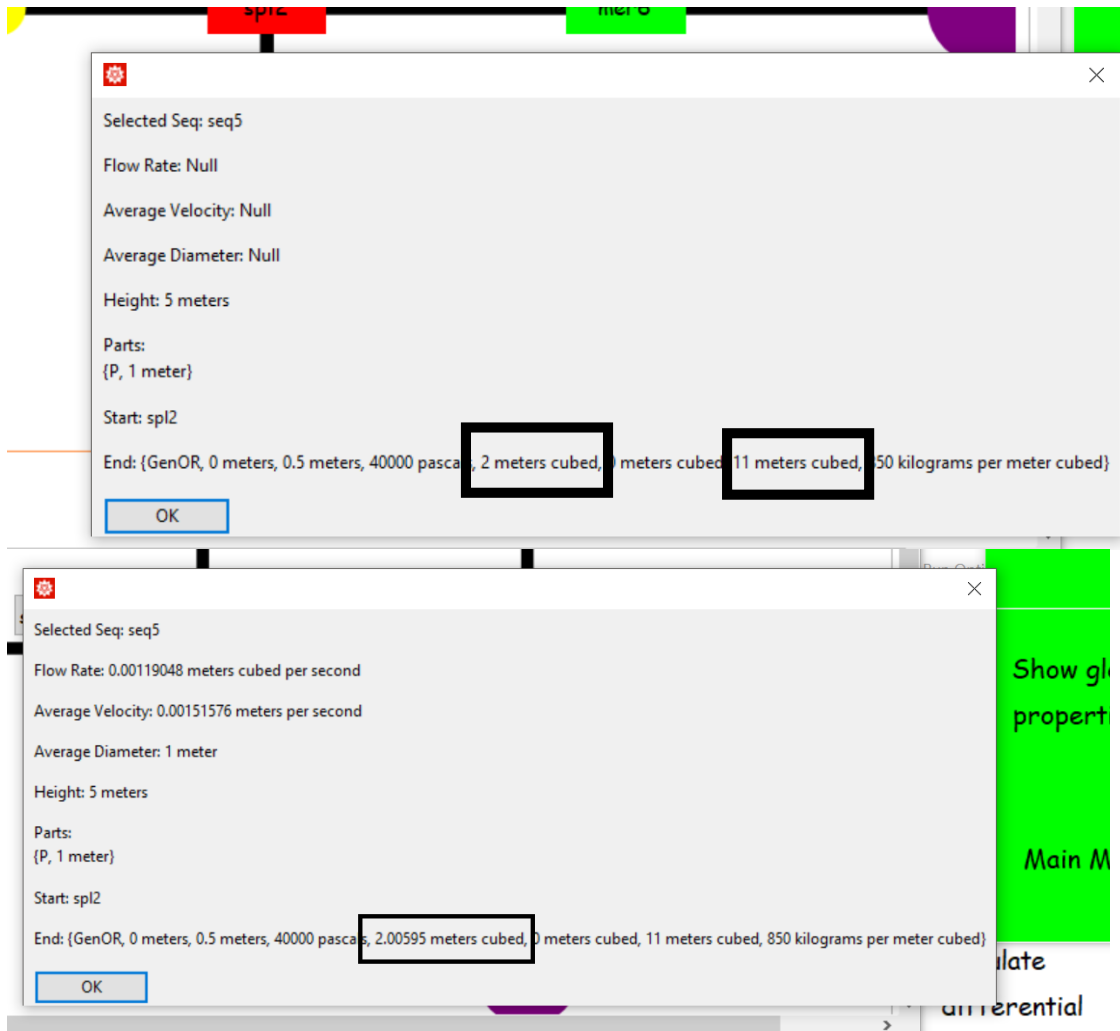 spl2 mer6
Selected Seq: seq5
Flow Rate: Null
Average Velocity: Null
Average Diameter: Null
Height: 5 meters
Parts:
{P, 1 meter}
Start: spl2
End: {GenOR, 0 meters, 0.5 meters, 40000 pascals, 2 meters cubed, 0 meters cubed, 11 meters cubed, 850 kilograms per meter cubed}
OK
Selected Seq: seq5
Flow Rate: 0.00119048 meters cubed per second
Average Velocity: 0.00151576 meters per second
Average Diameter: 1 meter
Height: 5 meters
Parts:
{P, 1 meter}
Start: spl2
End: {GenOR, 0 meters, 0.5 meters, 40000 pascals, 2.00595 meters cubed, 0 meters cubed, 11 meters cubed, 850 kilograms per meter cubed}
OK
Show gl
propert
Main M
ulate
differential